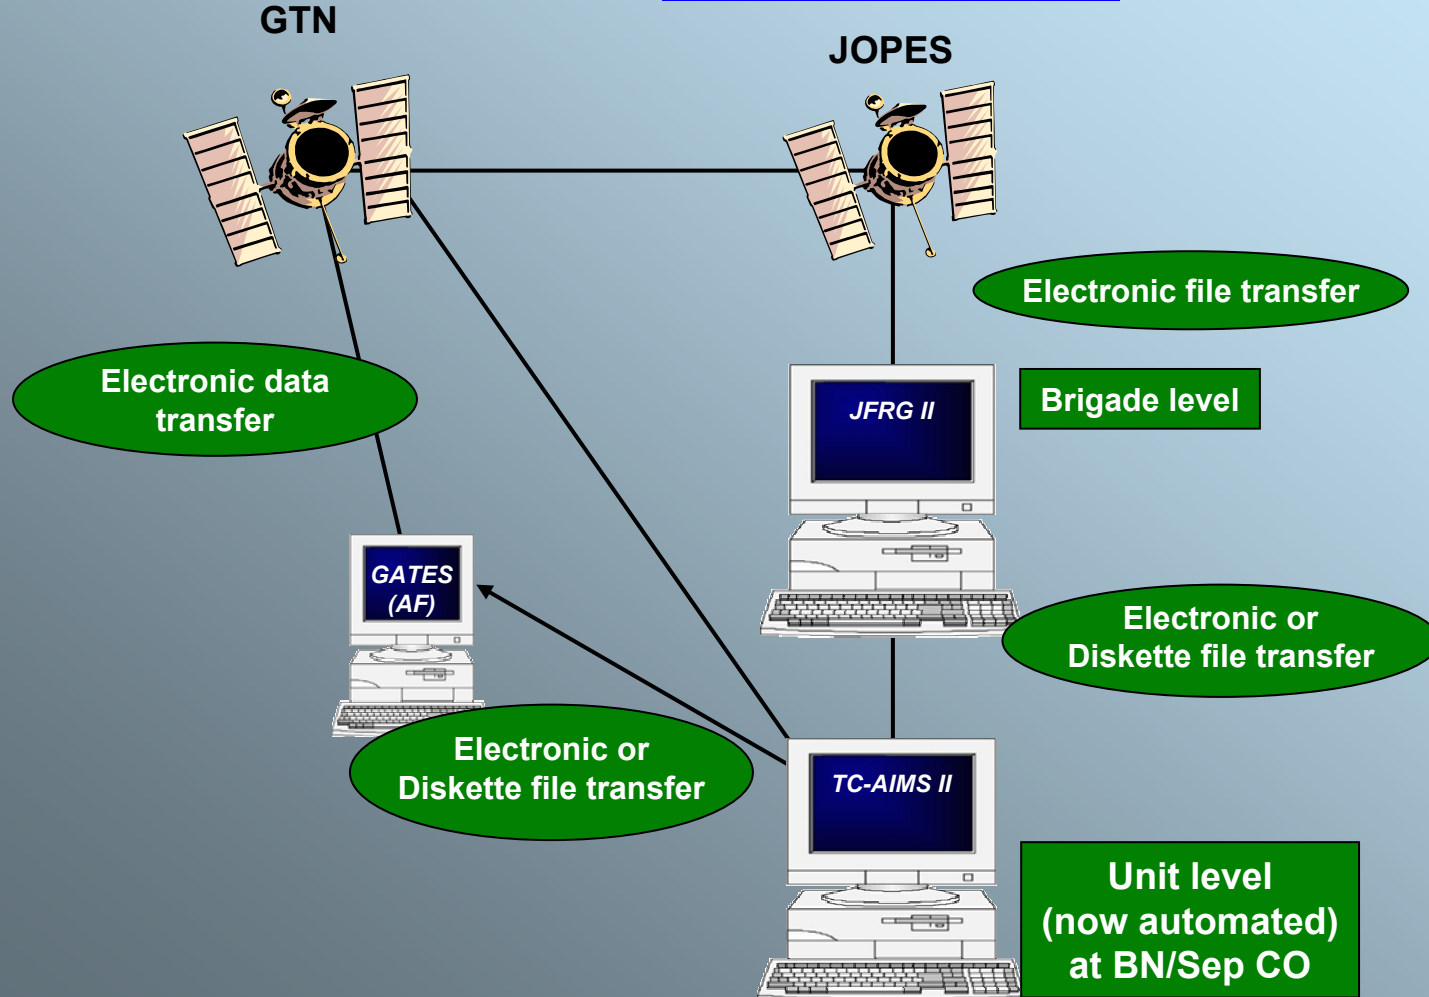 GTN
JOPES
Electronic file transfer
Electronic data
transfer
JFRG II
Brigade level
GATES
(AF)
Electronic or
Diskette file transfer
Electronic or
Diskette file transfer
TC-AIMS II
Unit level
(now automated)
at BN/Sep CO